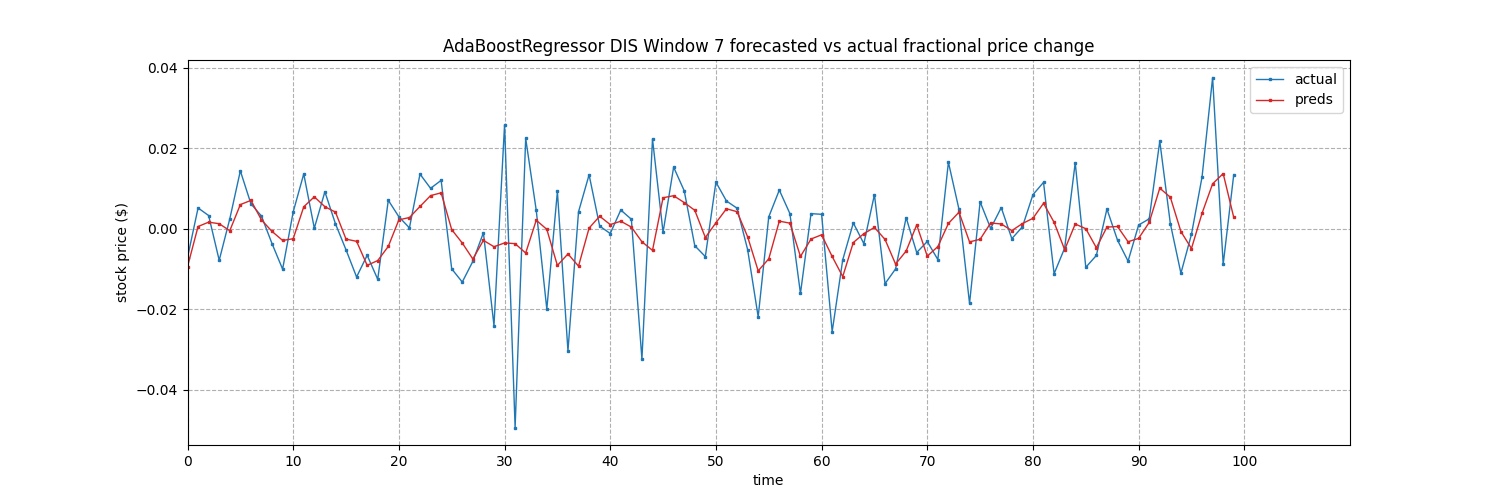 AdaBoostRegressor DIS Window 7 forecasted vs actual fractional price change
actual
preds
stock price ($)
0.04
0.02
0.00
−0.02
−0.04
0 10 20 30 40 50 60 70 80 90 100
time